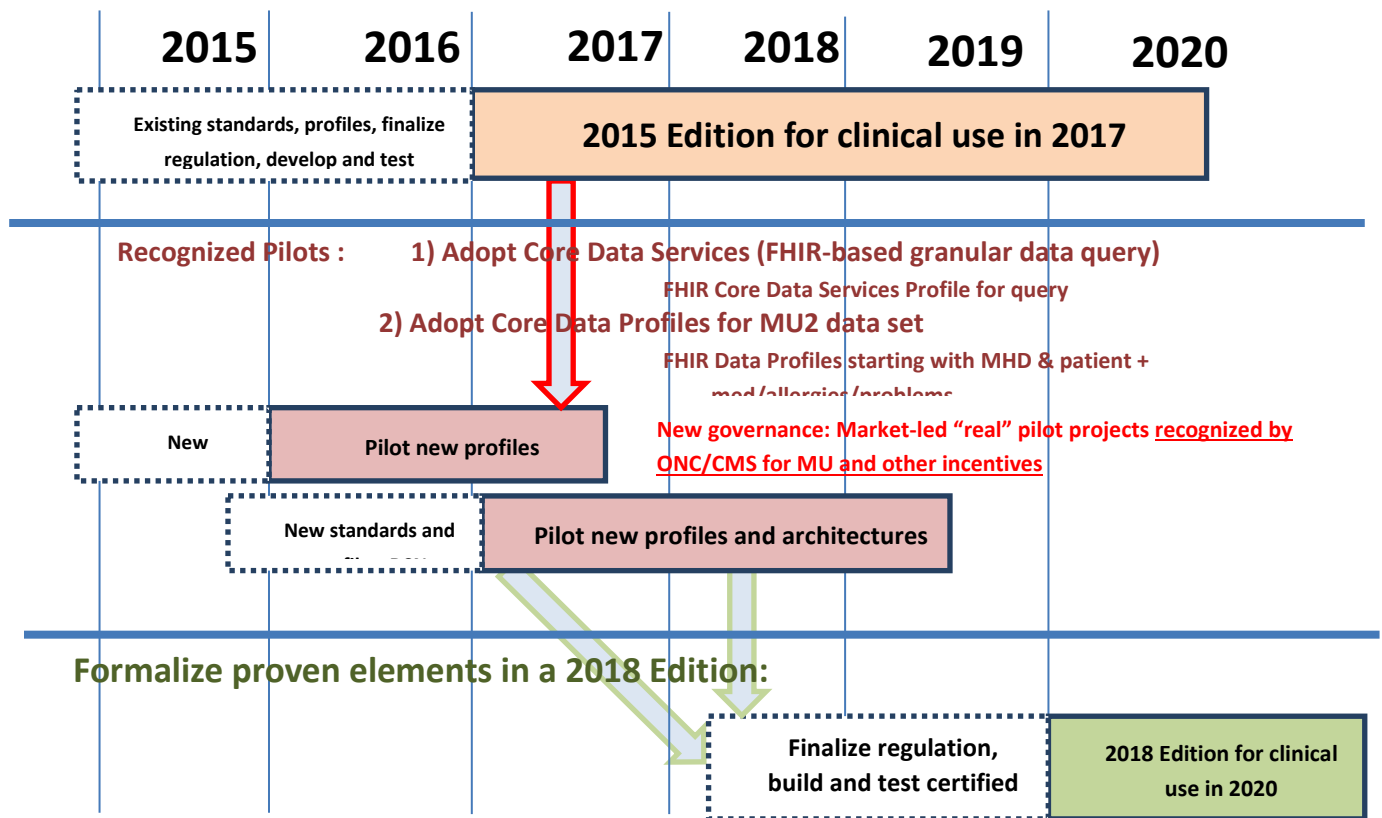 2015 2016 2017 2018 2019 2020
Existing standards, profiles, finalize
regulation, develop and test
2015 Edition for clinical use in 2017
Recognized Pilots : 1) Adopt Core Data Services (FHIR-based granular data query)
FHIR Core Data Services Profile for query
2) Adopt Core Data Profiles for MU2 data set
FHIR Data Profiles starting with MHD & patient +
med/allergies/problems
New
Pilot new profiles
New governance: Market-led “real” pilot projects recognized by
ONC/CMS for MU and other incentives
New standards and
Pilot new profiles and architectures
Formalize proven elements in a 2018 Edition:
Finalize regulation,
build and test certified
2018 Edition for clinical
use in 2020